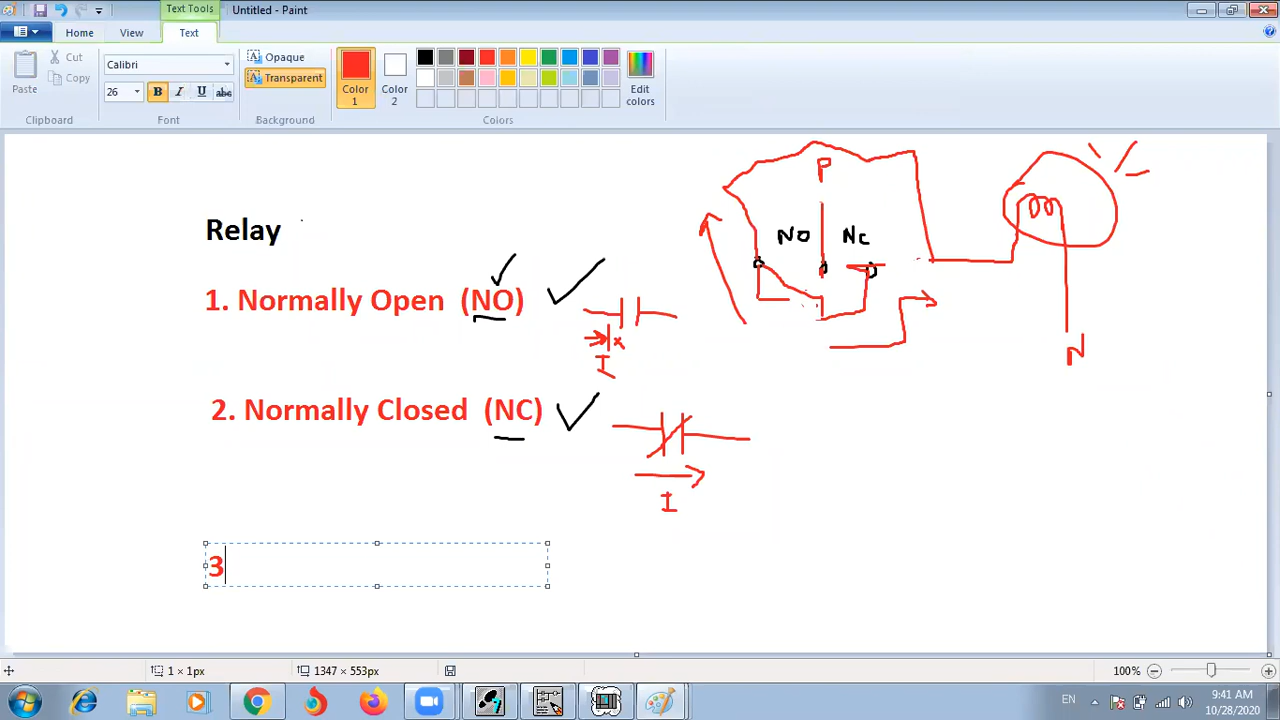 Untitled - Paint
Text Tools
Home
View
Text
Paste
Cut
Copy
Clipboard
Calibri
26
B I U abc
Font
Opaque
Transparent
Background
Color 1
Color 2
Edit colors
Colors
Relay
1. Normally Open (NO)
x
I
2. Normally Closed (NC)
I
3
P
NO NC
N
1 × 1px
1347 × 553px
100%
EN
9:41 AM
10/28/2020